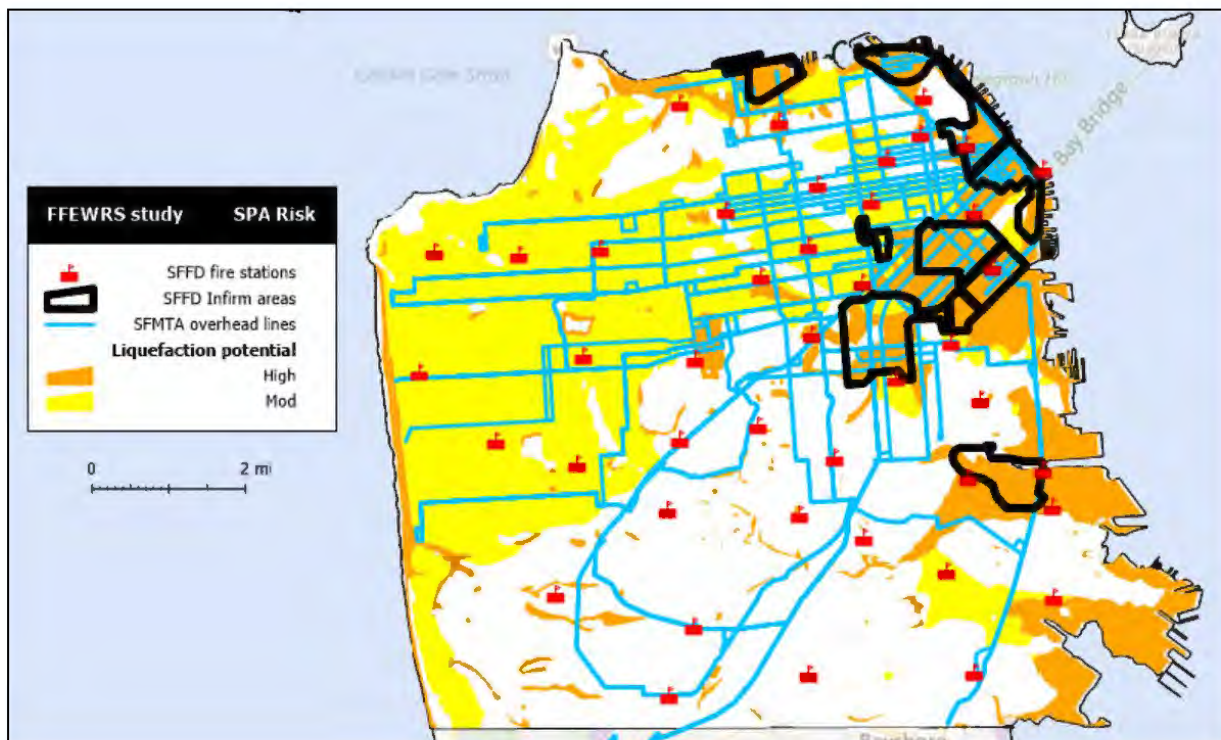 Bay Bridge
FFEWRS study SPA Risk
SFFD fire stations
SFFD Infirm areas
SFMTA overhead lines
Liquefaction potential
High
Mod
0 2 mi